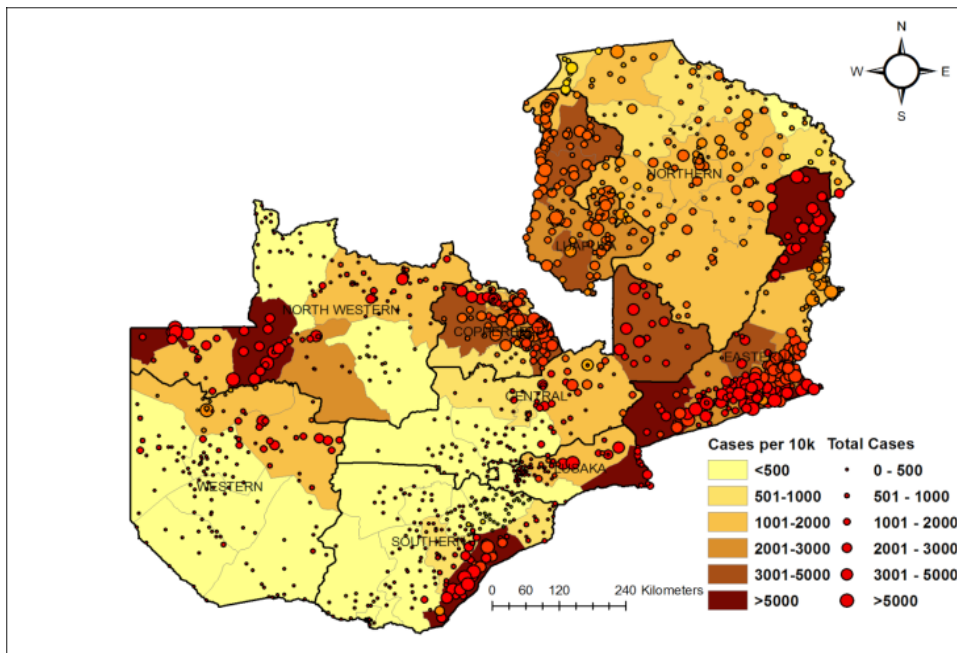 N
W E
S
NORTHERN
LUAPULA
NORTH WESTERN
COPPERBELT
EASTERN
CENTRAL
LUSAKA
WESTERN
SOUTHERN
0 60 120 240 Kilometers
Cases per 10k Total Cases
<500 0 - 500
501-1000 501 - 1000
1001-2000 1001 - 2000
2001-3000 2001 - 3000
3001-5000 3001 - 5000
>5000 >5000